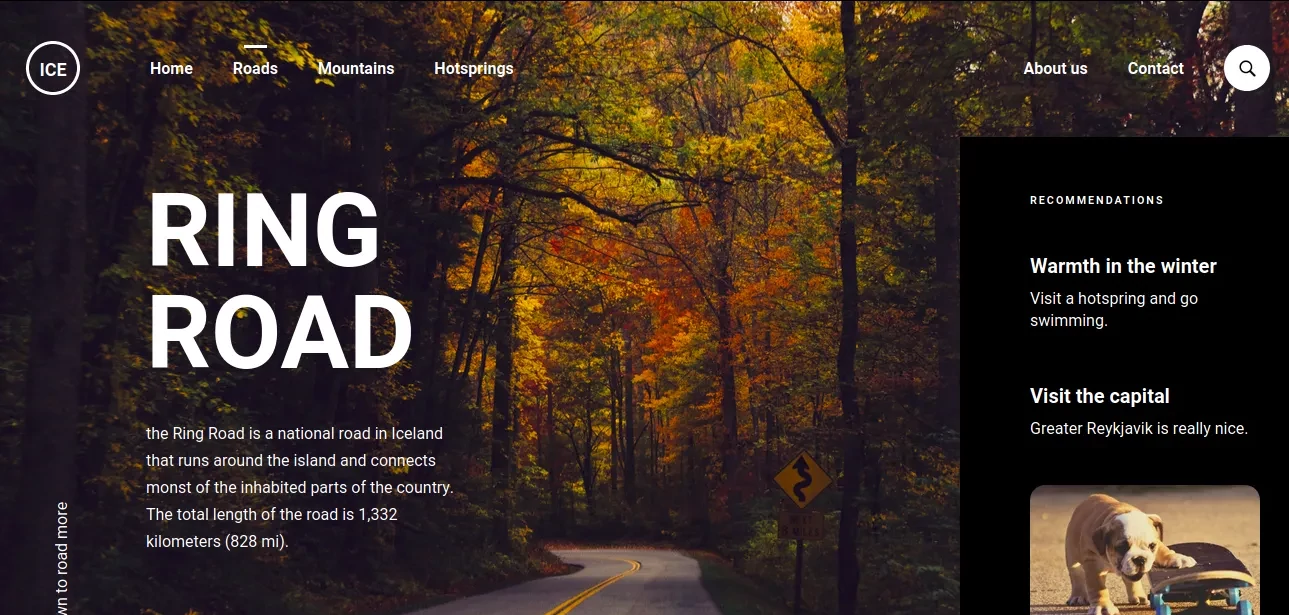 ICE
Home
Roads
Mountains
Hotsprings
About us
Contact
RING
ROAD
the Ring Road is a national road in Iceland
that runs around the island and connects
monst of the inhabited parts of the country.
The total length of the road is 1,332
kilometers (828 mi).
to road more
RECOMMENDATIONS
Warmth in the winter
Visit a hotspring and go
swimming.
Visit the capital
Greater Reykjavik is really nice.